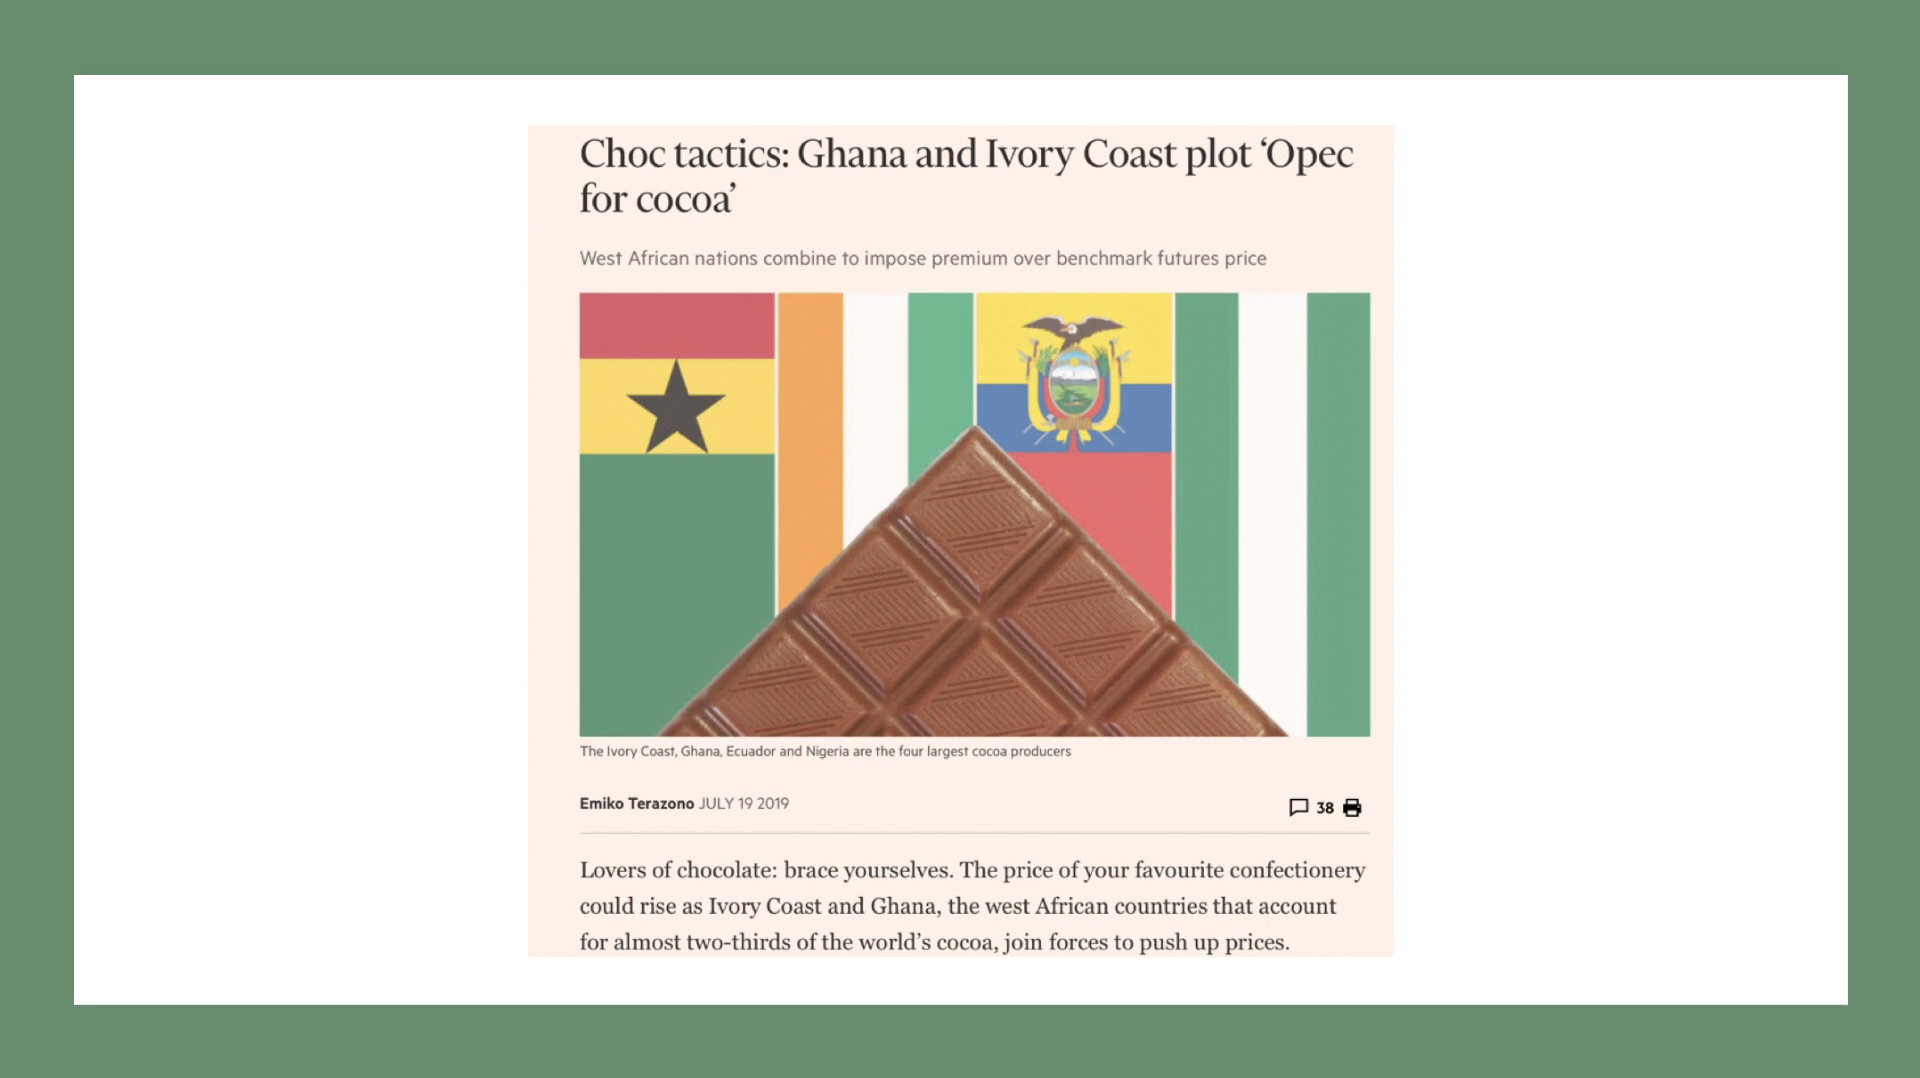 Choc tactics: Ghana and Ivory Coast plot ‘Opec
for cocoa’
West African nations combine to impose premium over benchmark futures price
The Ivory Coast, Ghana, Ecuador and Nigeria are the four largest cocoa producers
Emiko Terazono JULY 19 2019
38
Lovers of chocolate: brace yourselves. The price of your favourite confectionery
could rise as Ivory Coast and Ghana, the west African countries that account
for almost two-thirds of the world’s cocoa, join forces to push up prices.